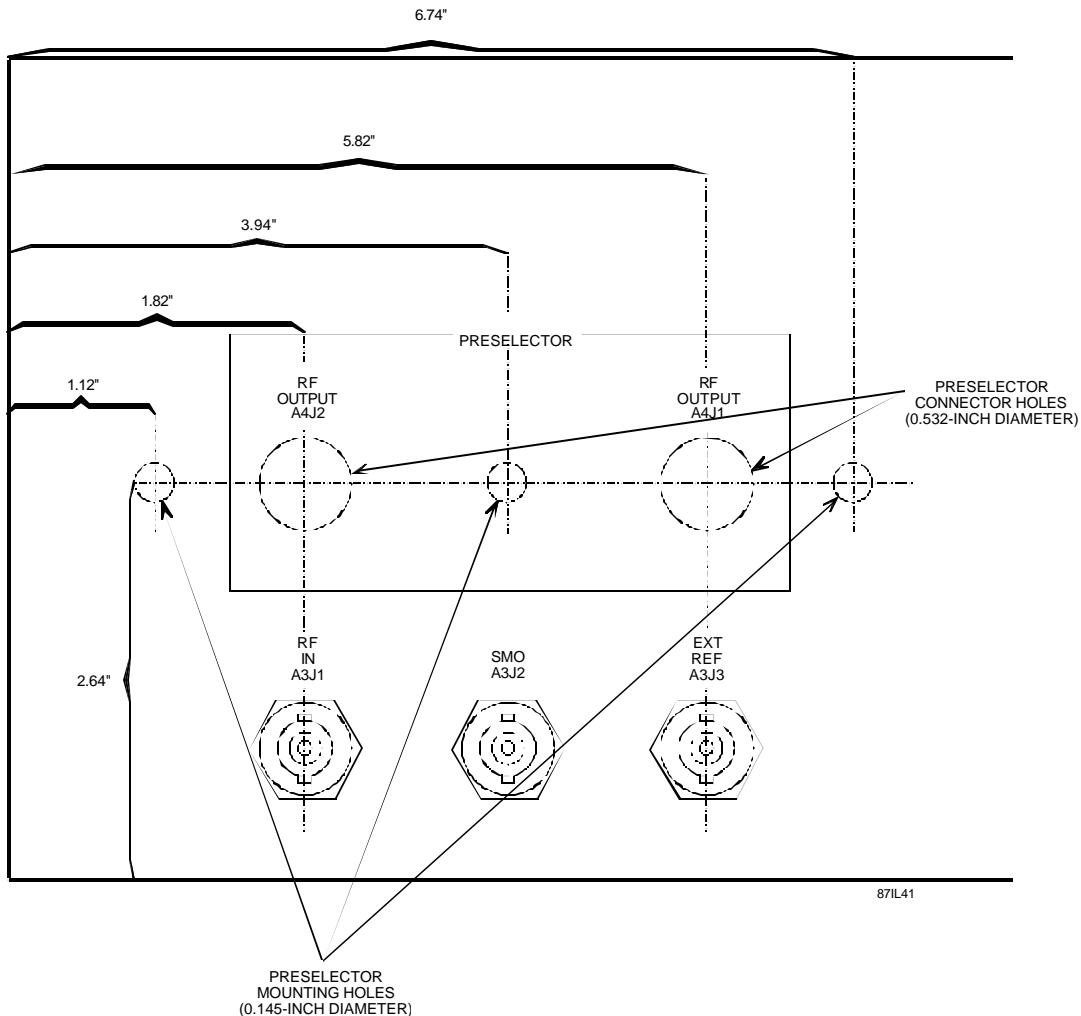 6.74"
5.82"
3.94"
1.82"
1.12"
PRESELECTOR
RF
OUTPUT
A4J2
RF
OUTPUT
A4J1
PRESELECTOR
CONNECTOR HOLES
(0.532-INCH DIAMETER)
2.64"
RF
IN
A3J1
SMO
A3J2
EXT
REF
A3J3
87IL41
PRESELECTOR
MOUNTING HOLES
(0.145-INCH DIAMETER)